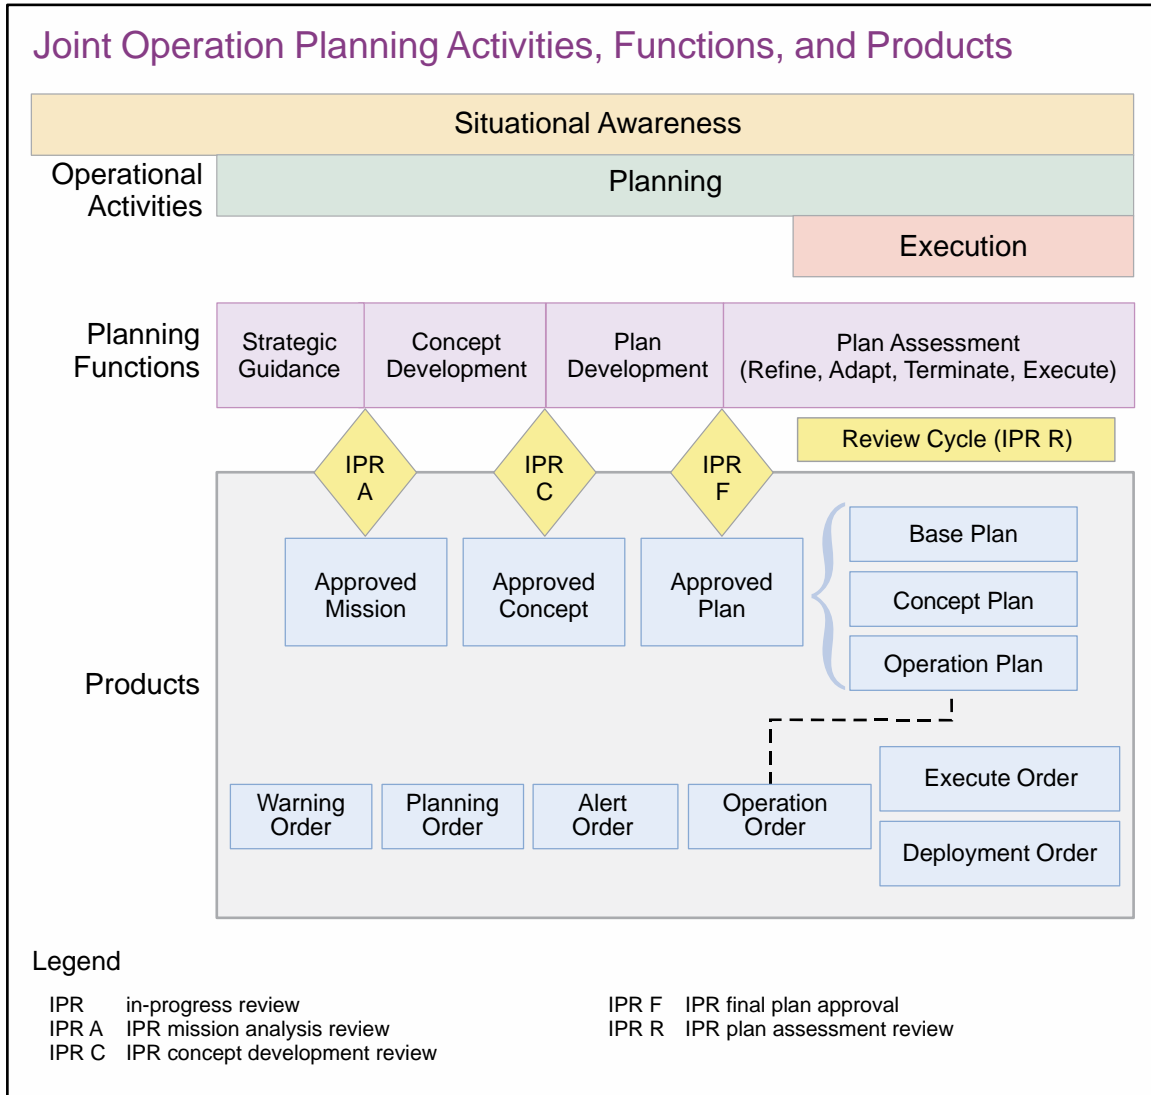 Joint Operation Planning Activities, Functions, and Products
Situational Awareness
Operational
Activities
Planning
Execution
Planning
Functions
Strategic
Guidance
Concept
Development
Plan
Development
Plan Assessment
(Refine, Adapt, Terminate, Execute)
IPR
A
IPR
C
IPR
F
Review Cycle (IPR R)
Products
Approved
Mission
Approved
Concept
Approved
Plan
Base Plan
Concept Plan
Operation Plan
Warning
Order
Planning
Order
Alert
Order
Operation
Order
Execute Order
Deployment Order
Legend
IPR in-progress review
IPR A IPR mission analysis review
IPR C IPR concept development review
IPR F IPR final plan approval
IPR R IPR plan assessment review